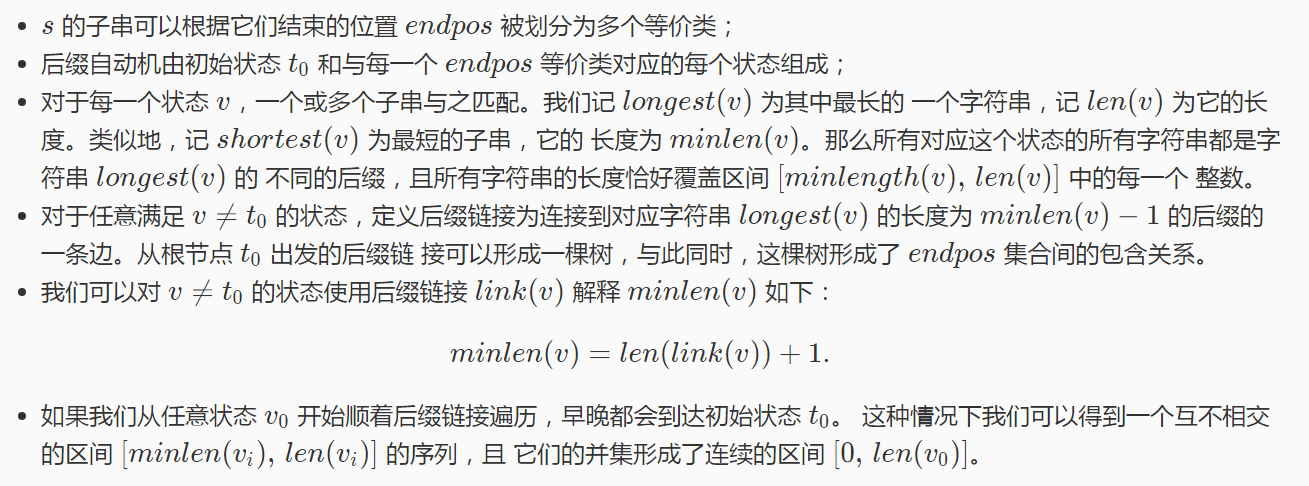 • s 的子串可以根据它们结束的位置 endpos 被划分为多个等价类；
• 后缀自动机由初始状态 t₀ 和与每一个 endpos 等价类对应的每个状态组成；
• 对于每一个状态 v，一个或多个子串与之匹配。我们记 longest(v) 为其中最长的 一个字符串，记 len(v) 为它的长
度。类似地，记 shortest(v) 为最短的子串，它的 长度为 minlen(v)。那么所有对应这个状态的所有字符串都是字
符串 longest(v) 的 不同的后缀，且所有字符串的长度恰好覆盖区间 [minlength(v), len(v)] 中的每一个 整数。
• 对于任意满足 v ≠ t₀ 的状态，定义后缀链接为连接到对应字符串 longest(v) 的长度为 minlen(v) − 1 的后缀的
一条边。从根节点 t₀ 出发的后缀链 接可以形成一棵树，与此同时，这棵树形成了 endpos 集合间的包含关系。
• 我们可以对 v ≠ t₀ 的状态使用后缀链接 link(v) 解释 minlen(v) 如下：
minlen(v) = len(link(v)) + 1.
• 如果我们从任意状态 v₀ 开始顺着后缀链接遍历，早晚都会到达初始状态 t₀。 这种情况下我们可以得到一个互不相交
的区间 [minlen(vᵢ), len(vᵢ)] 的序列，且 它们的并集形成了连续的区间 [0, len(v₀)]。